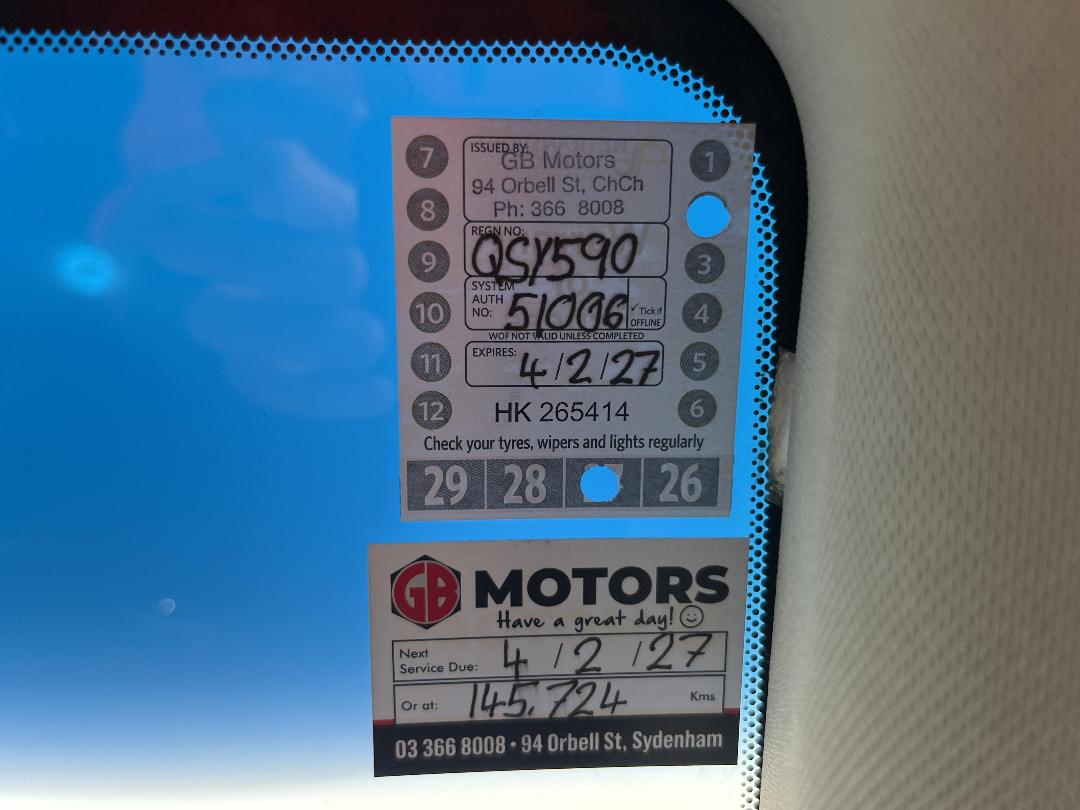 7
ISSUED BY:
GB Motors
1
94 Orbell St, ChCh
8
Ph: 366 8008
REGN NO:
QSY590
9
3
SYSTEM
AUTH
NO: 51006
✓ Tick if
OFFLINE
10
4
WOF NOT VALID UNLESS COMPLETED
11
EXPIRES: 4/2/27
5
12
HK 265414
6
Check your tyres, wipers and lights regularly
29 28 26
GB MOTORS
Have a great day!
Next
Service Due: 4 / 2 / 27
Or at: 145.724 Kms
03 366 8008 • 94 Orbell St, Sydenham